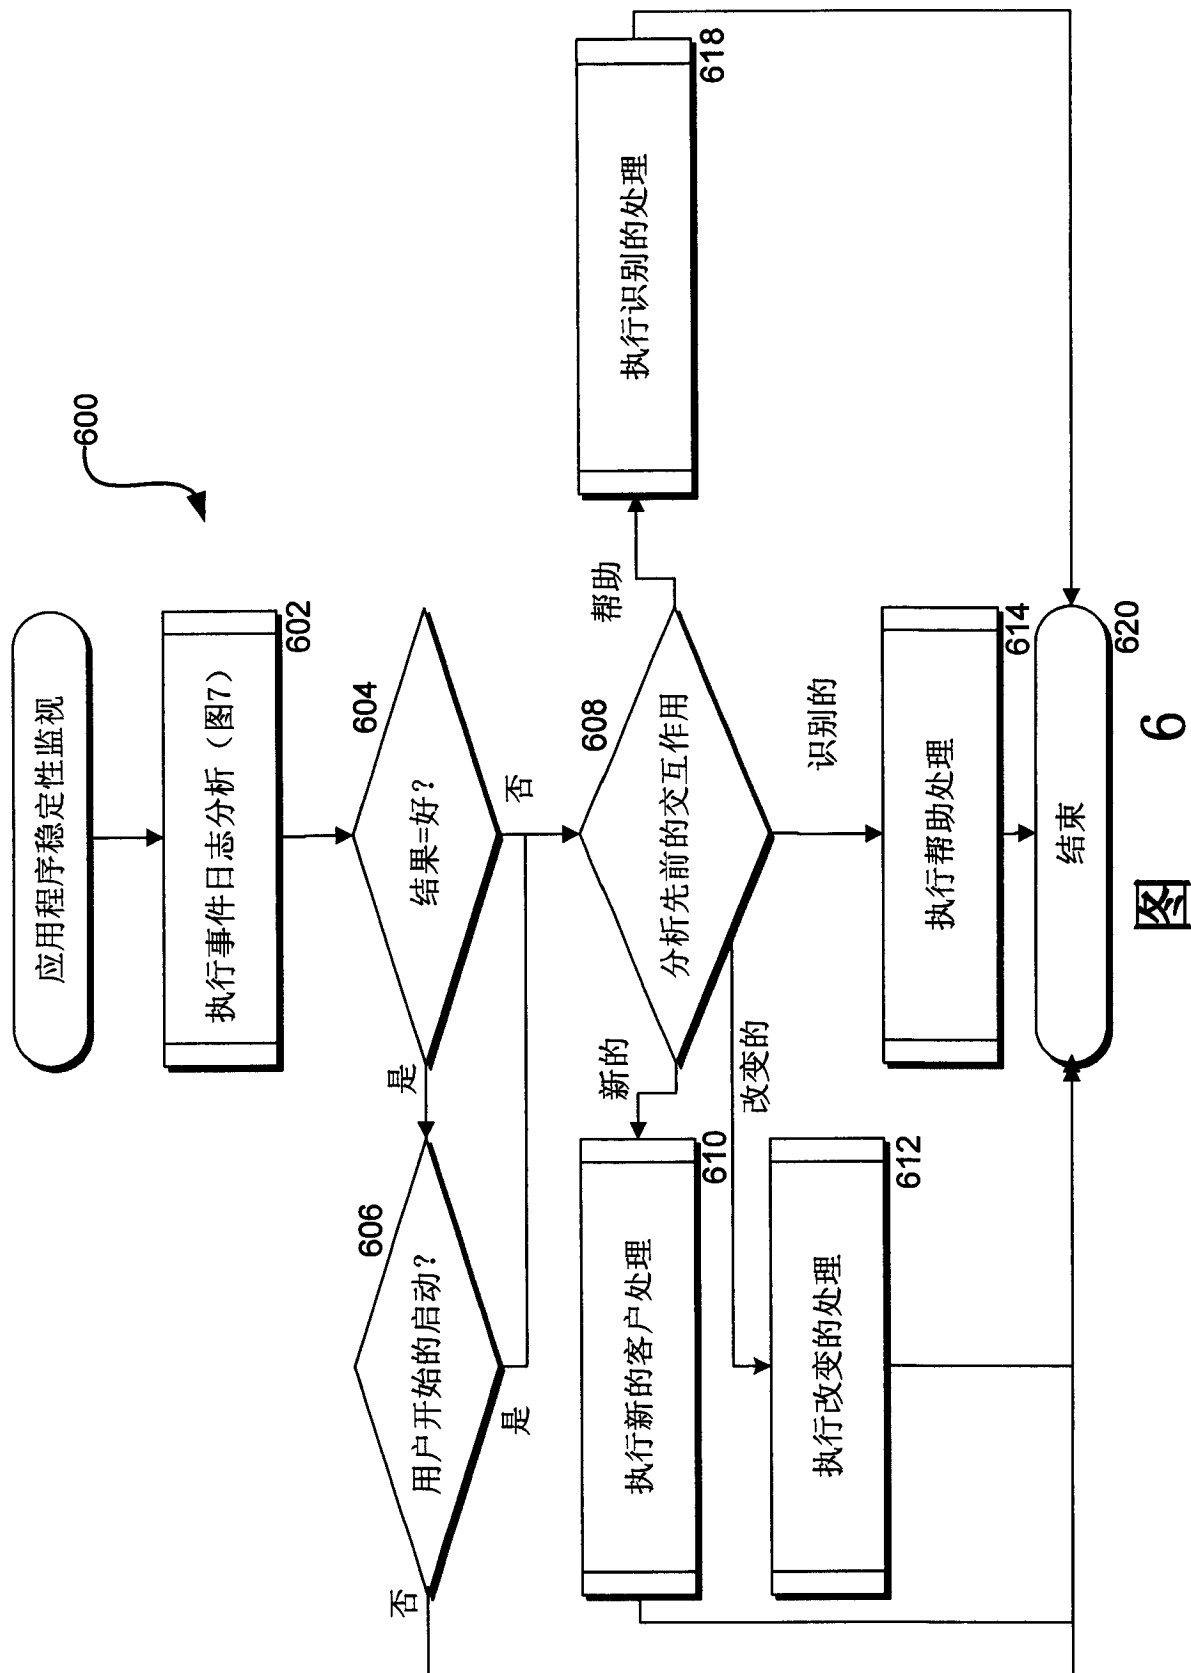 应用程序稳定性监视
600
执行事件日志分析（图7）
602
结果=好？
604
是
否
用户开始的启动？
606
否
是
分析先前的交互作用
608
新的
改变的
识别的
帮助
执行新的客户处理
610
执行改变的处理
612
执行帮助处理
614
执行识别的处理
618
结束
620
图 6